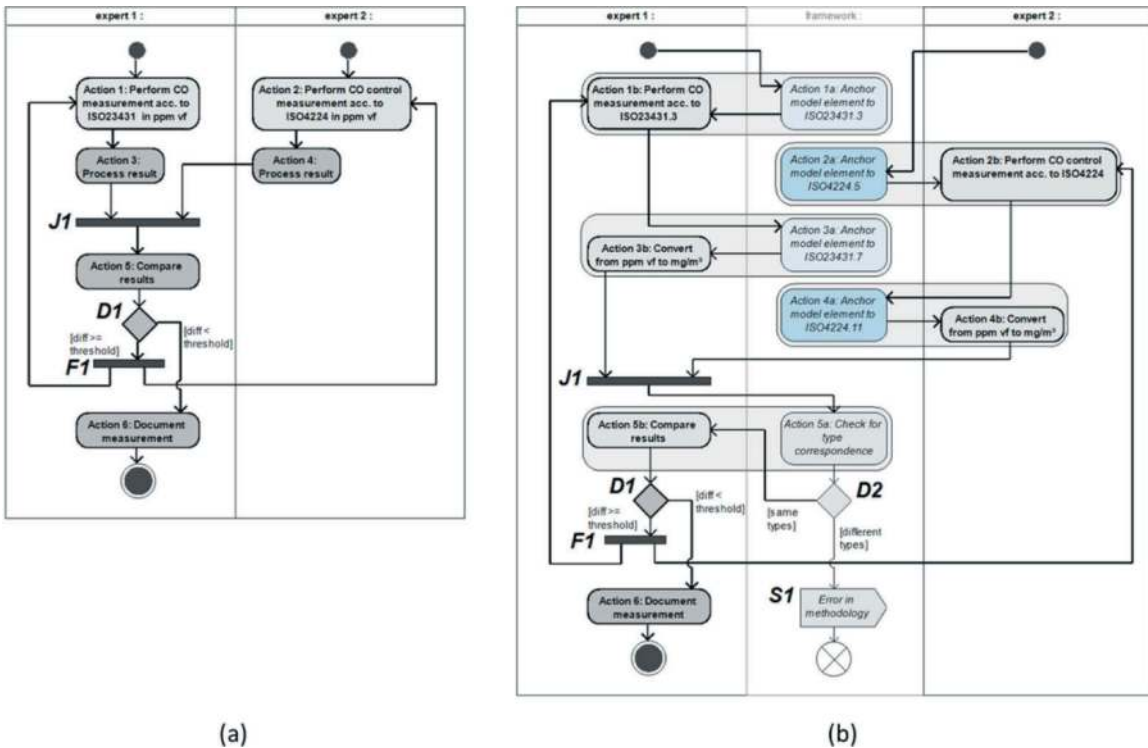 expert 1 :
expert 2 :
Action 1: Perform CO
measurement acc. to
ISO23431 in ppm vf
Action 2: Perform CO control
measurement acc. to
ISO4224 in ppm vf
Action 3:
Process result
Action 4:
Process result
J1
Action 5: Compare
results
D1
[diff >=
threshold]
[diff <
threshold]
F1
Action 6: Document
measurement
(a)
expert 1 :
framework :
expert 2 :
Action 1b: Perform CO
measurement acc. to
ISO23431.3
Action 1a: Anchor
model element to
ISO23431.3
Action 2a: Anchor
model element to
ISO4224.5
Action 2b: Perform CO control
measurement acc. to ISO4224
Action 3a: Anchor
model element to
ISO23431.7
Action 3b: Convert
from ppm vf to mg/m³
Action 4a: Anchor
model element to
ISO4224.11
Action 4b: Convert
from ppm vf to mg/m³
J1
Action 5b: Compare
results
Action 5a: Check for
type
correspondence
D1
D2
[diff >=
threshold]
[diff <
threshold]
[same
types]
[different
types]
F1
S1
Error in
methodology
Action 6: Document
measurement
(b)